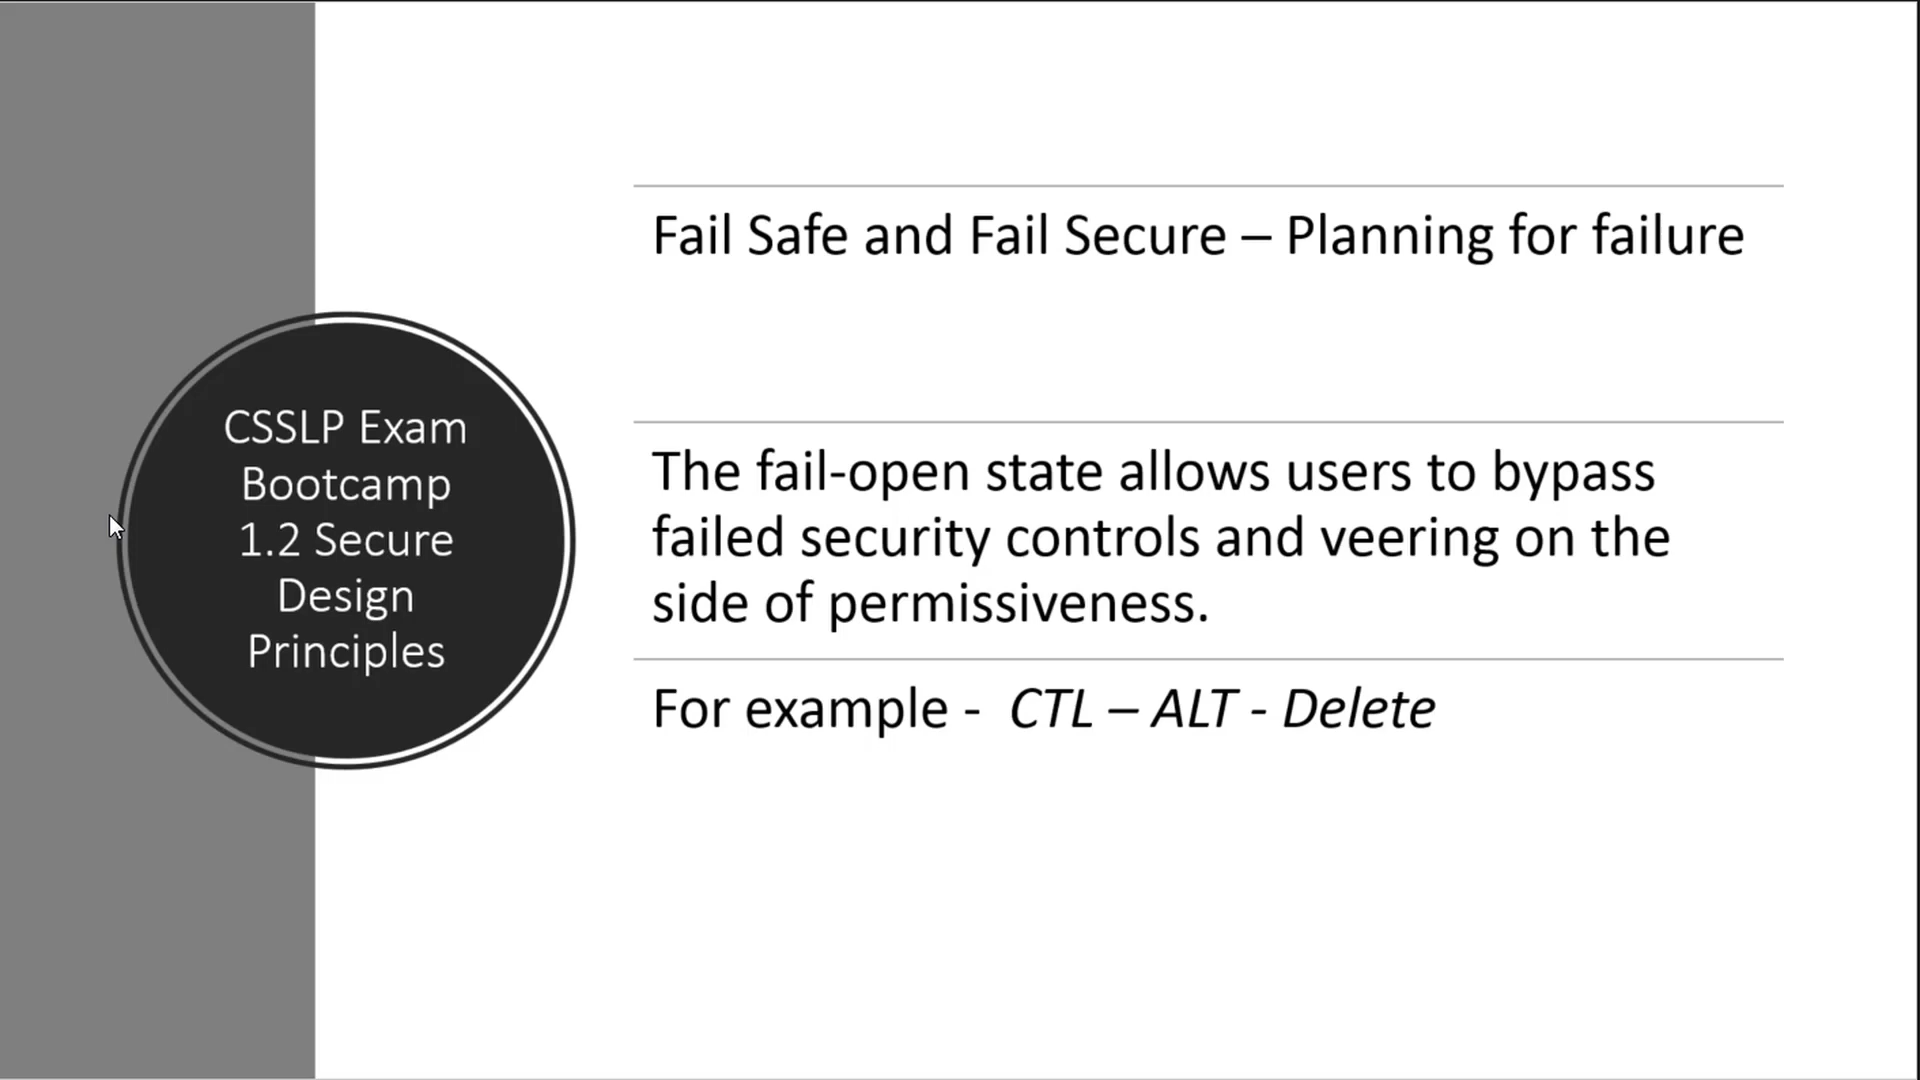 CSSLP Exam
Bootcamp
1.2 Secure
Design
Principles
Fail Safe and Fail Secure – Planning for failure
The fail-open state allows users to bypass
failed security controls and veering on the
side of permissiveness.
For example -  CTL – ALT - Delete